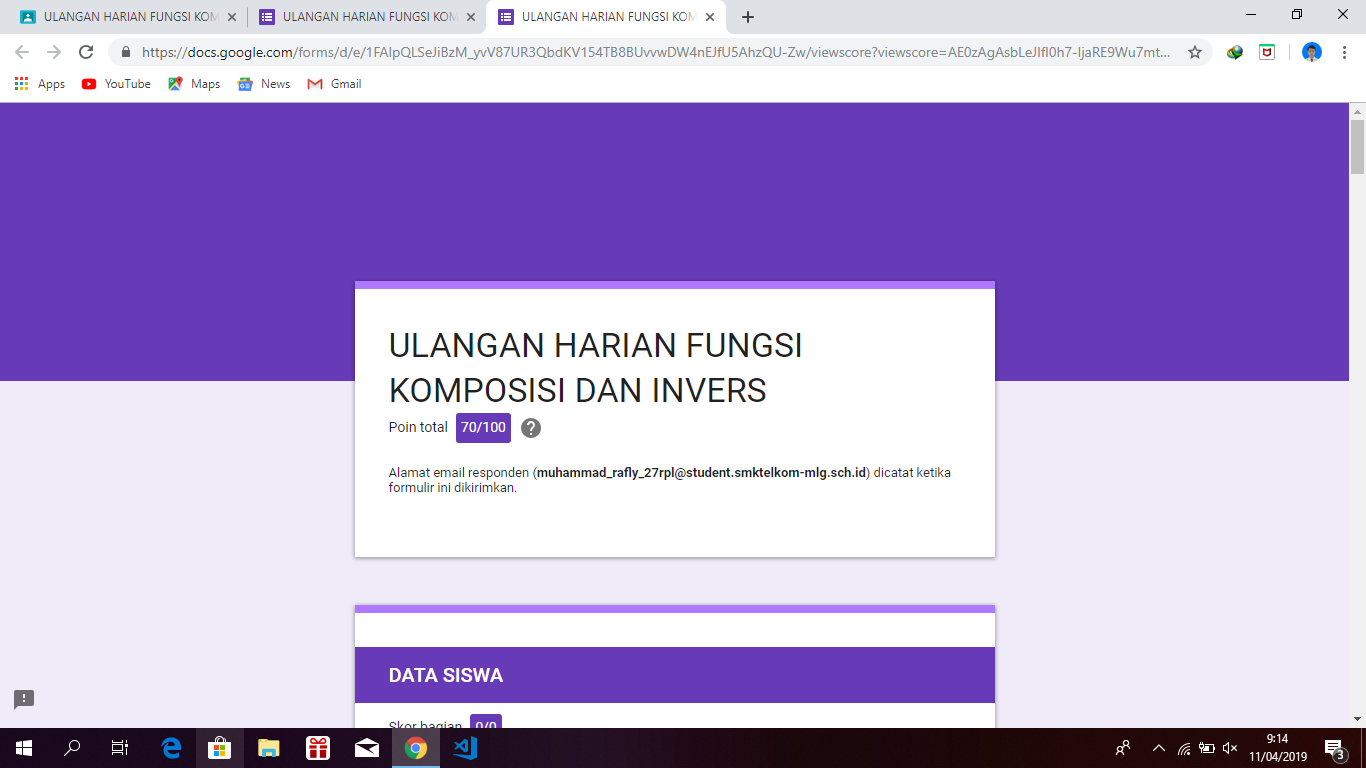 ULANGAN HARIAN FUNGSI KOM
ULANGAN HARIAN FUNGSI KOM
ULANGAN HARIAN FUNGSI KOM
https://docs.google.com/forms/d/e/1FAIpQLSeJiBzM_yvV87UR3QbdKV154TB8BUvvwDW4nEJfU5AhzQU-Zw/viewscore?viewscore=AE0zAgAsbLeJIfI0h7-IjaRE9Wu7mt...
Apps YouTube Maps News Gmail
ULANGAN HARIAN FUNGSI
KOMPOSISI DAN INVERS
Poin total 70/100 ?
Alamat email responden (muhammad_rafly_27rpl@student.smktelkom-mlg.sch.id) dicatat ketika
formulir ini dikirimkan.
DATA SISWA
Skor bagian 0/0
9:14
11/04/2019
3